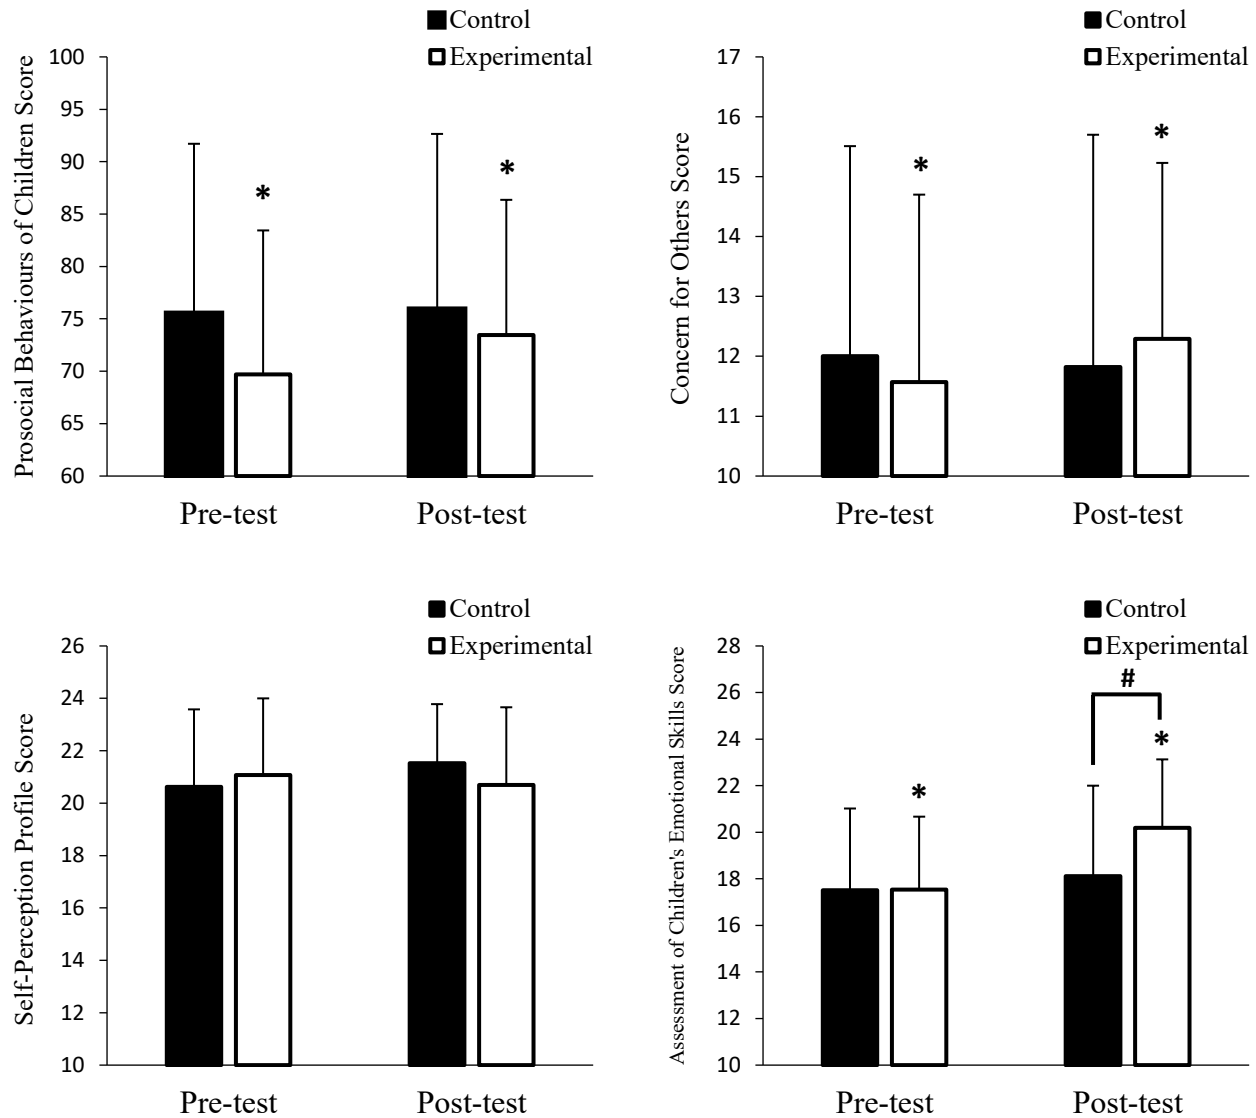 Control
Experimental
Prosocial Behaviours of Children Score
100
95
90
85
80
75
70
65
60
*
*
Pre-test
Post-test
Control
Experimental
Concern for Others Score
17
16
15
14
13
12
11
10
*
*
Pre-test
Post-test
Control
Experimental
Self-Perception Profile Score
26
24
22
20
18
16
14
12
10
Pre-test
Post-test
Control
Experimental
Assessment of Children's Emotional Skills Score
28
26
24
22
20
18
16
14
12
10
#
*
*
Pre-test
Post-test